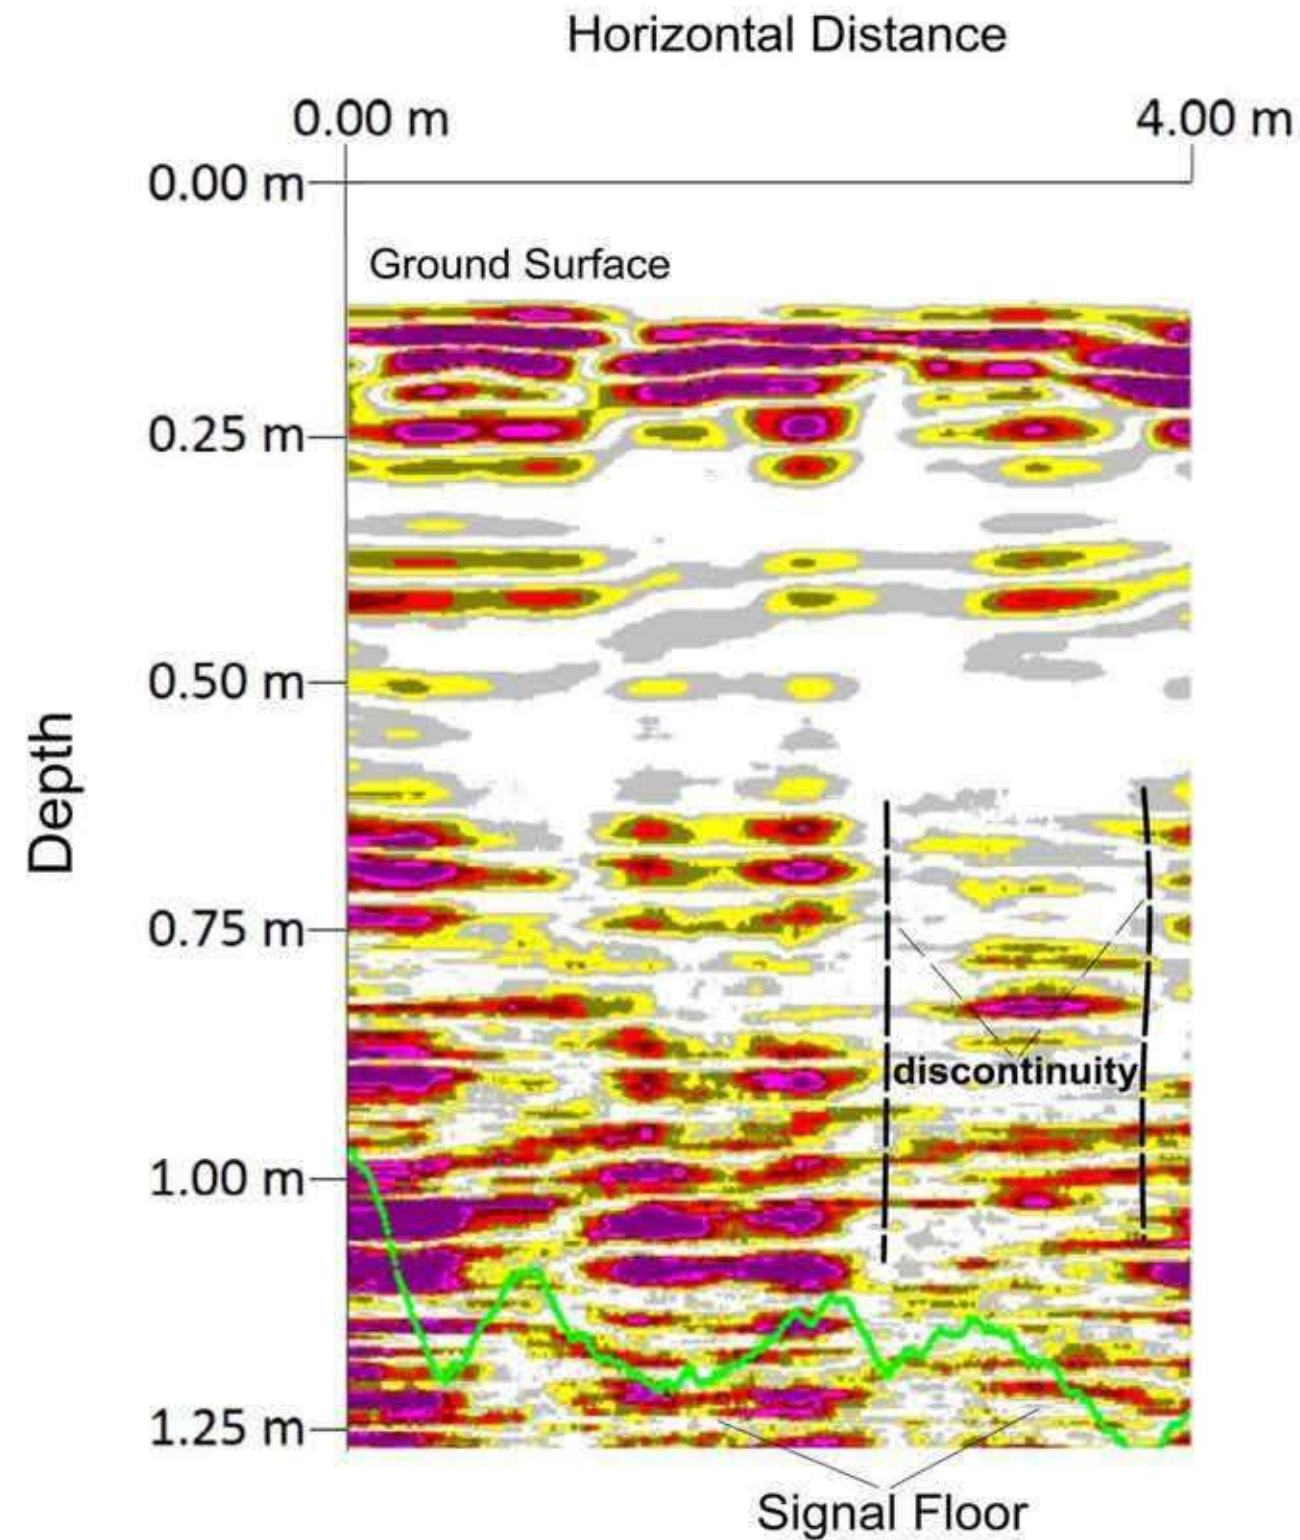 Horizontal Distance
0.00 m
4.00 m
0.00 m
Ground Surface
0.25 m
0.50 m
Depth
0.75 m
discontinuity
1.00 m
1.25 m
Signal Floor